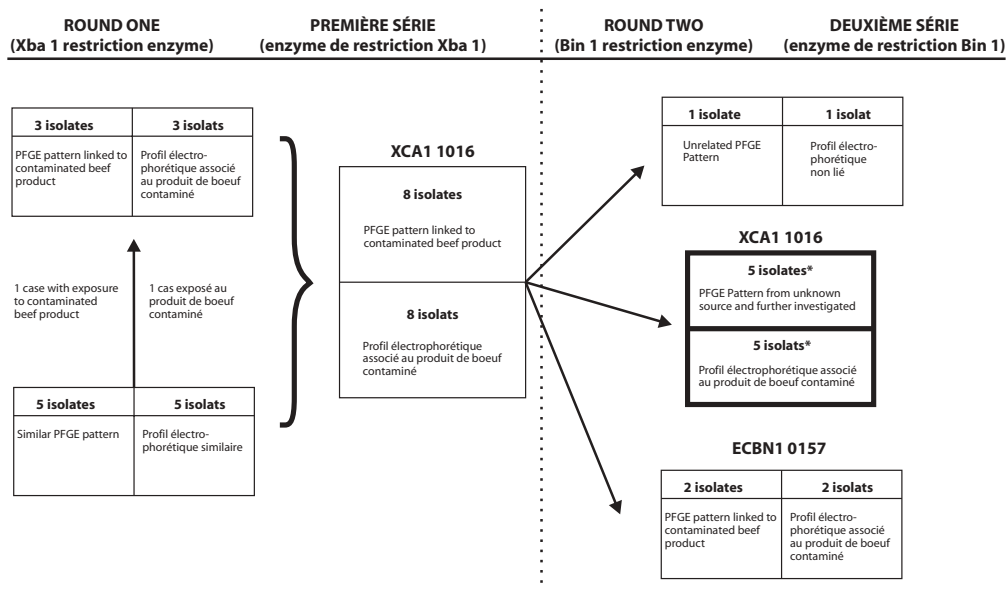 ROUND ONE
(Xba 1 restriction enzyme)
PREMIÈRE SÉRIE
(enzyme de restriction Xba 1)
ROUND TWO
(Bin 1 restriction enzyme)
DEUXIÈME SÉRIE
(enzyme de restriction Bin 1)
3 isolates
PFGE pattern linked to
contaminated beef
product
3 isolats
Profil électro-
phorétique associé
au produit de boeuf
contaminé
1 case with exposure
to contaminated
beef product
1 cas exposé au
produit de boeuf
contaminé
5 isolates
Similar PFGE pattern
5 isolats
Profil électro-
phorétique similaire
XCA1 1016
8 isolates
PFGE pattern linked to
contaminated beef product
8 isolats
Profil électrophorétique
associé au produit de boeuf
contaminé
1 isolate
Unrelated PFGE
Pattern
1 isolat
Profil électro-
phorétique
non lié
XCA1 1016
5 isolates*
PFGE Pattern from unknown
source and further investigated
5 isolats*
Profil électrophorétique associé
au produit de boeuf contaminé
ECBN1 0157
2 isolates
PFGE pattern linked to
contaminated beef
product
2 isolats
Profil électro-
phorétique associé
au produit de boeuf
contaminé